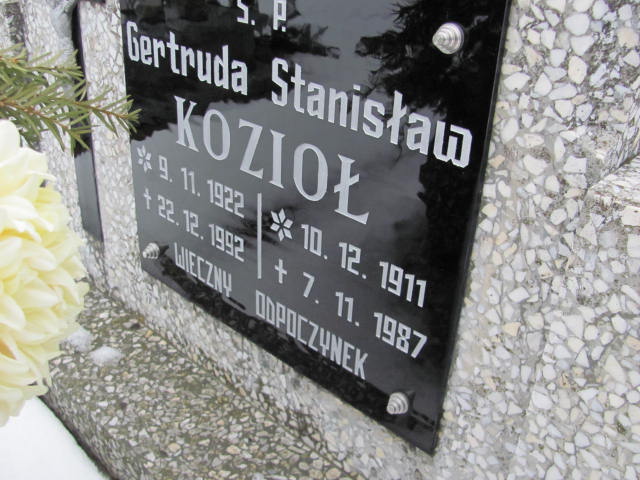 Ś. P.
Gertruda Stanisław
KOZIOŁ
* 9. 11. 1922 * 10. 12. 1911
† 22. 12. 1992 † 7. 11. 1987
WIECZNY ODPOCZYNEK